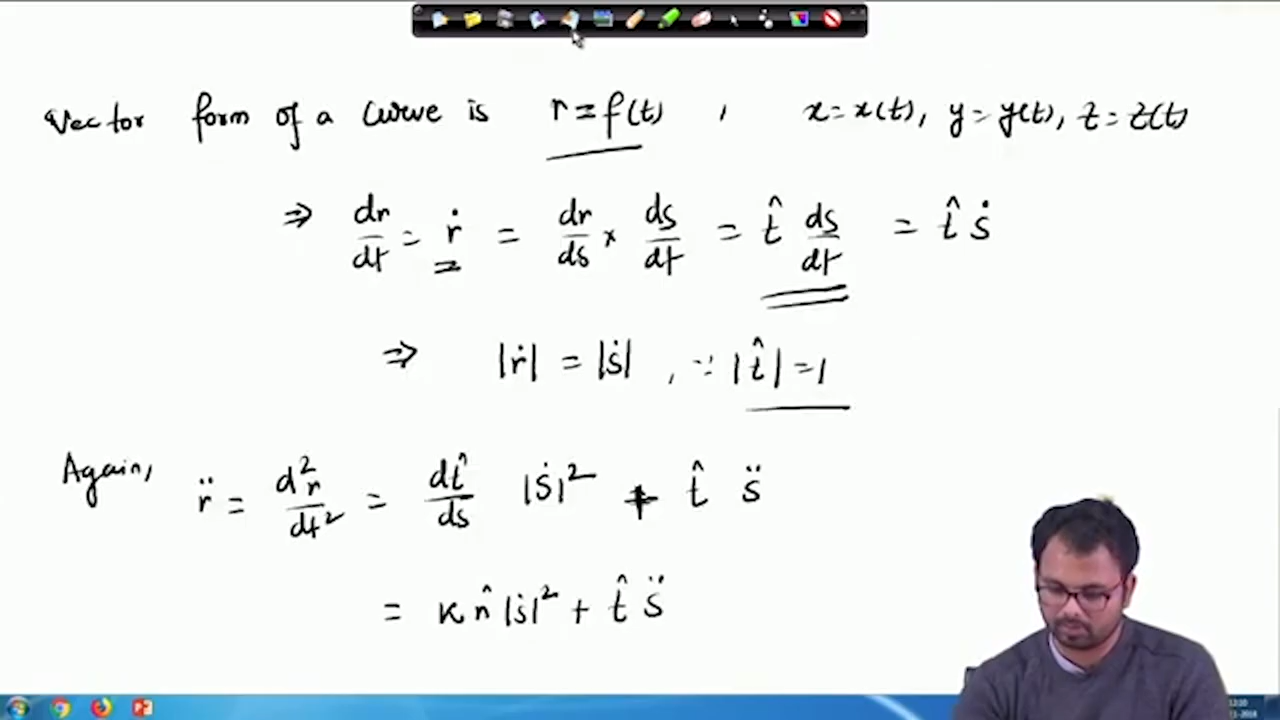 Vector form of a curve is r = f(t) , x = x(t), y = y(t), z = z(t)
⇒ dr/dt = ṙ = dr/ds × ds/dt = t̂ ds/dt = t̂ ṡ
⇒ |ṙ| = |ṡ| , ∵ |t̂| = 1
Again, r̈ = d²r/dt² = dt̂/ds |ṡ|² + t̂ s̈
= κ n̂ |ṡ|² + t̂ s̈